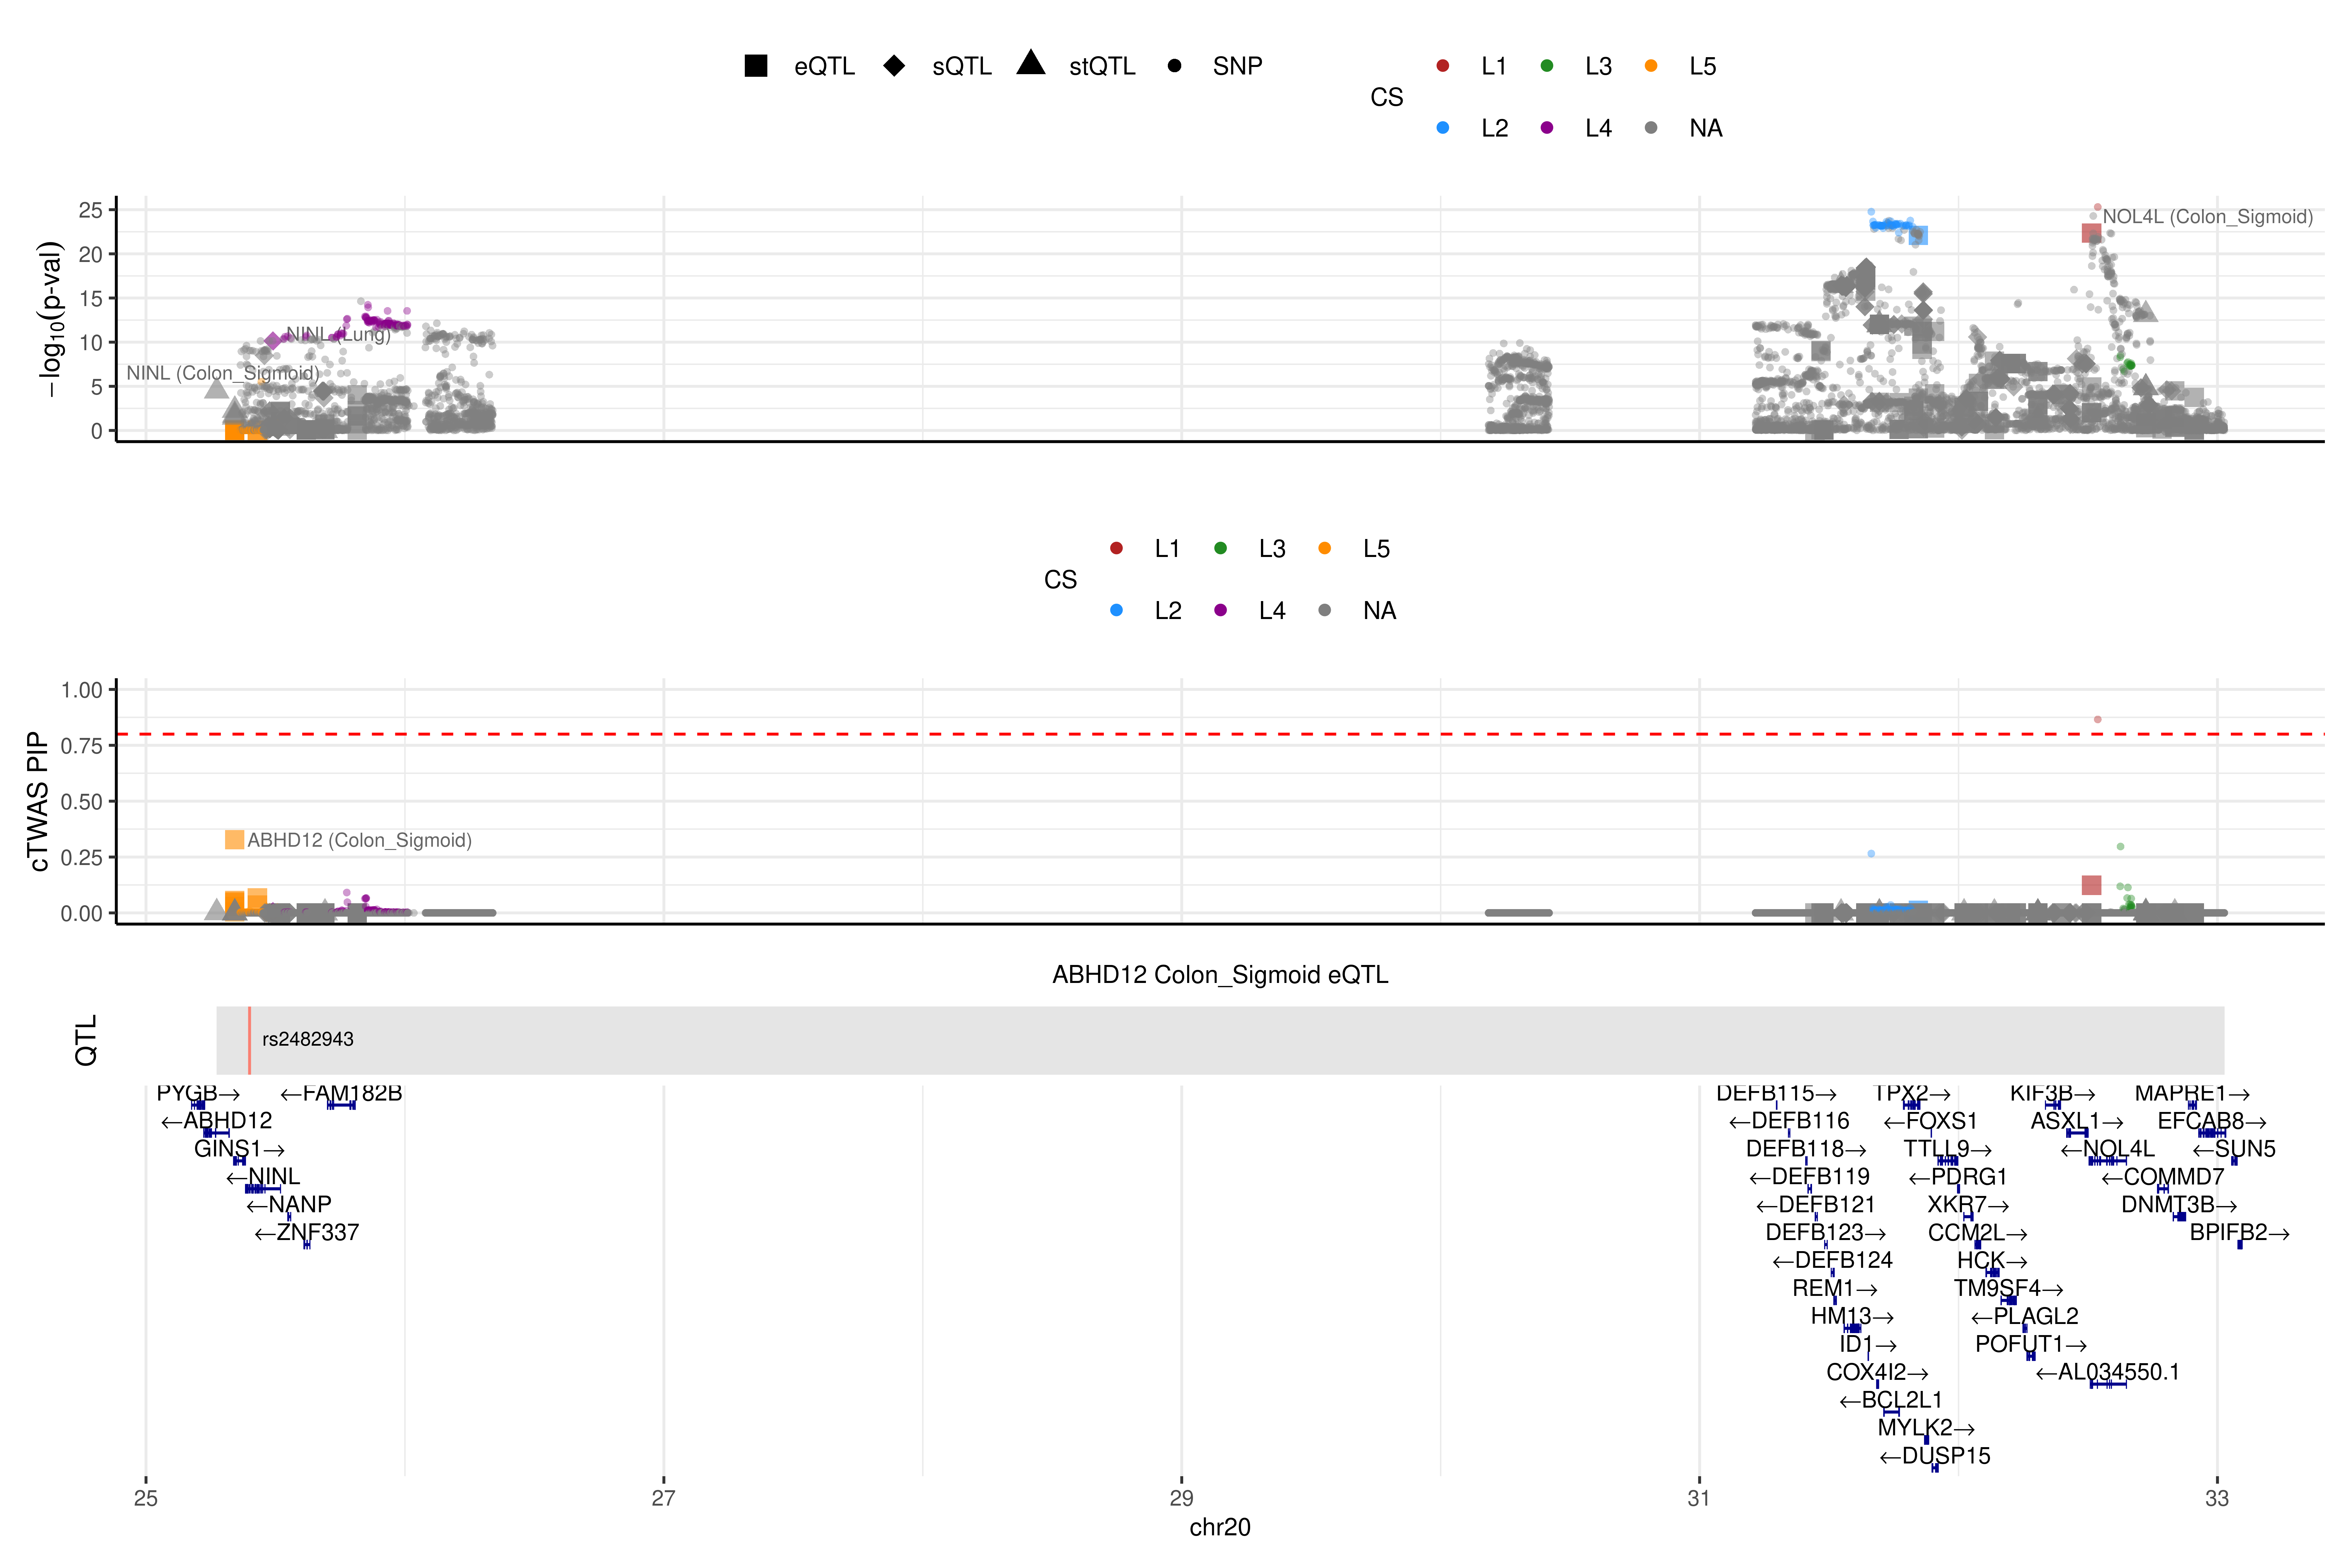 eQTL sQTL stQTL SNP
CS
L1 L3 L5
L2 L4 NA
−log10(p-val)
25
20
15
10
5
0
NOL4L (Colon_Sigmoid)
NINL (Lung)
NINL (Colon_Sigmoid)
CS
L1 L3 L5
L2 L4 NA
cTWAS PIP
1.00
0.75
0.50
0.25
0.00
ABHD12 (Colon_Sigmoid)
ABHD12 Colon_Sigmoid eQTL
QTL
rs2482943
PYGB→ ←FAM182B DEFB115→ TPX2→ KIF3B→ MAPRE1→
←ABHD12 ←DEFB116 ←FOXS1 ASXL1→ EFCAB8→
GINS1→ DEFB118→ TTLL9→ ←NOL4L ←SUN5
←NINL ←DEFB119 ←PDRG1 ←COMMD7
←NANP ←DEFB121 XKR7→ DNMT3B→
←ZNF337 DEFB123→ CCM2L→ BPIFB2→
←DEFB124 HCK→
REM1→ TM9SF4→
HM13→ ←PLAGL2
ID1→ POFUT1→
COX4I2→ ←AL034550.1
←BCL2L1
MYLK2→
←DUSP15
25 27 29 31 33
chr20